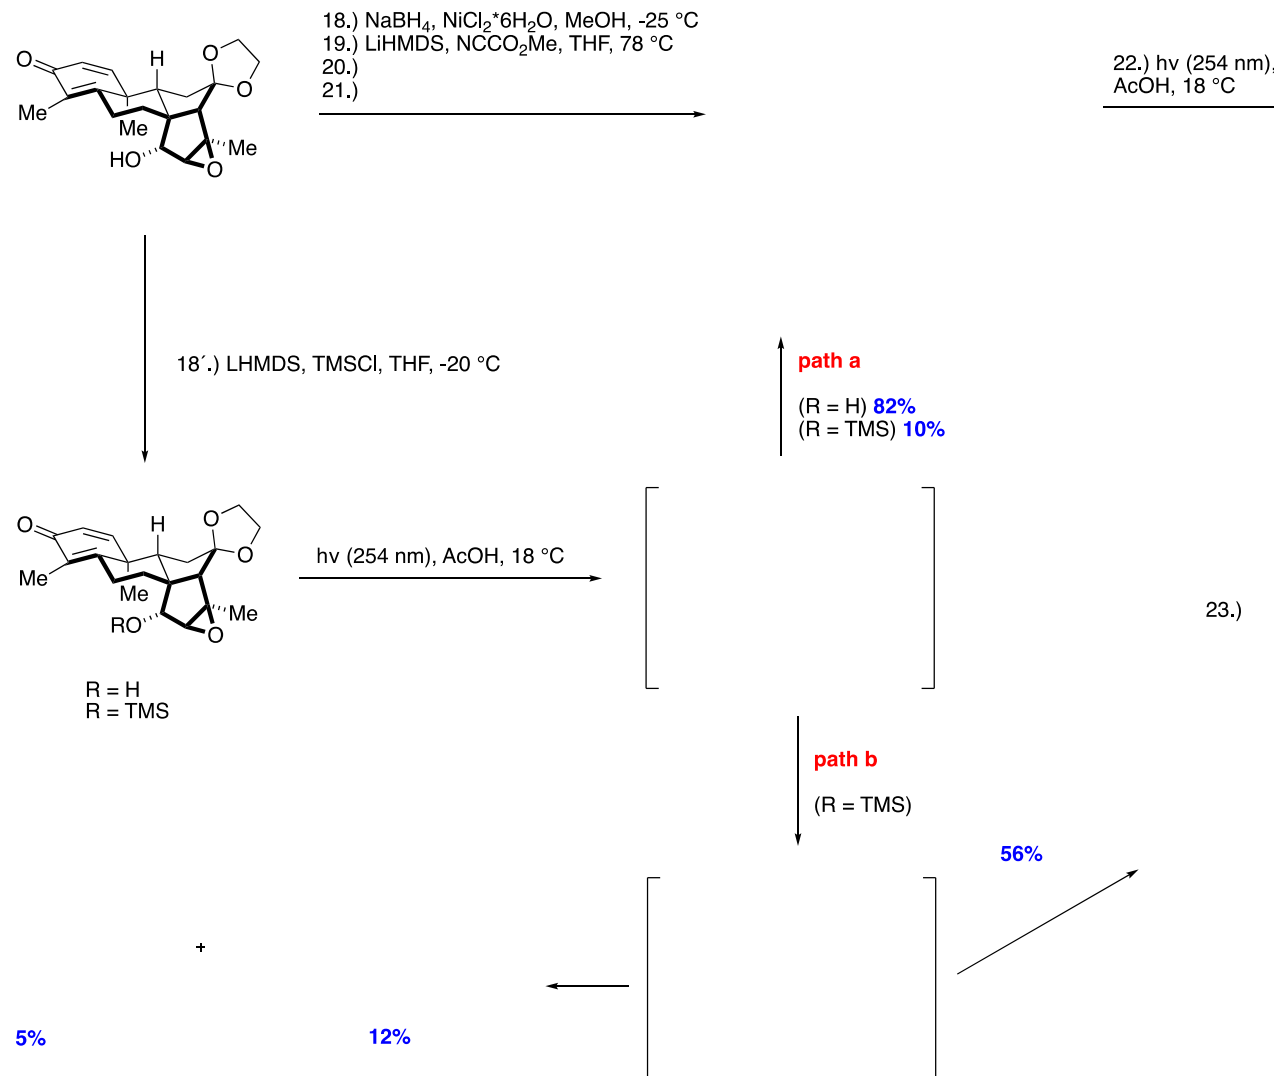 18.) NaBH4, NiCl2*6H2O, MeOH, -25 °C
19.) LiHMDS, NCCO2Me, THF, 78 °C
20.)
21.)
22.) hv (254 nm),
AcOH, 18 °C
O
H
O
O
Me
Me
Me
HO
O
18´.) LHMDS, TMSCl, THF, -20 °C
path a
(R = H) 82%
(R = TMS) 10%
O
H
O
O
Me
Me
Me
RO
O
hv (254 nm), AcOH, 18 °C
23.)
R = H
R = TMS
path b
(R = TMS)
56%
+
5%
12%